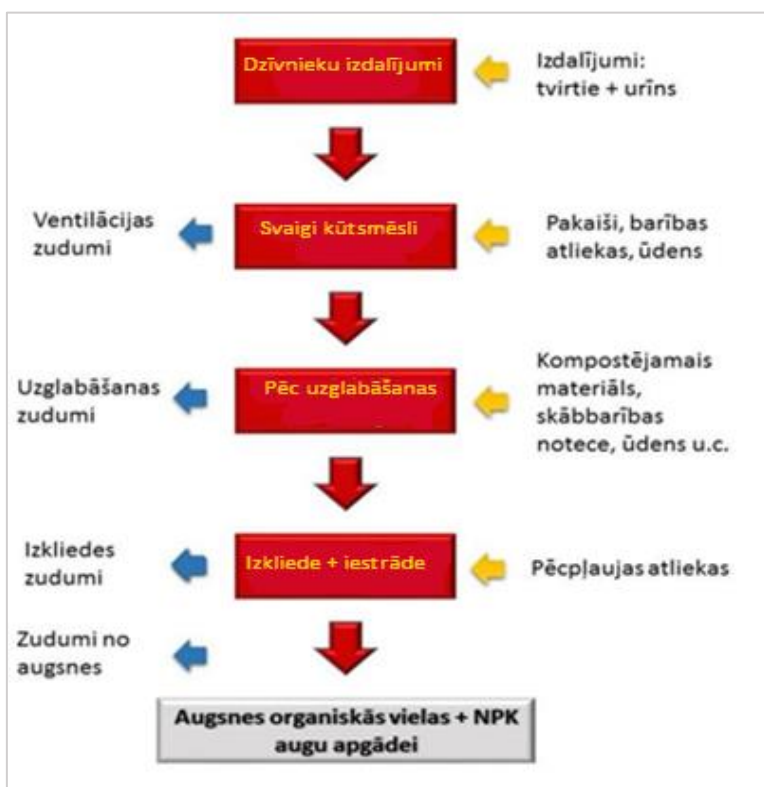 Dzīvnieku izdalījumi
Izdalījumi:
tvirtie + urīns
Ventilācijas
zudumi
Svaigi kūtsmēsli
Pakaiši, barības
atliekas, ūdens
Uzglabāšanas
zudumi
Pēc uzglabāšanas
Kompostējamais
materiāls,
skābbarības
notece, ūdens u.c.
Izkliedes
zudumi
Izkliede + iestrāde
Pēcpļaujas atliekas
Zudumi no
augsnes
Augsnes organiskās vielas + NPK
augu apgādei